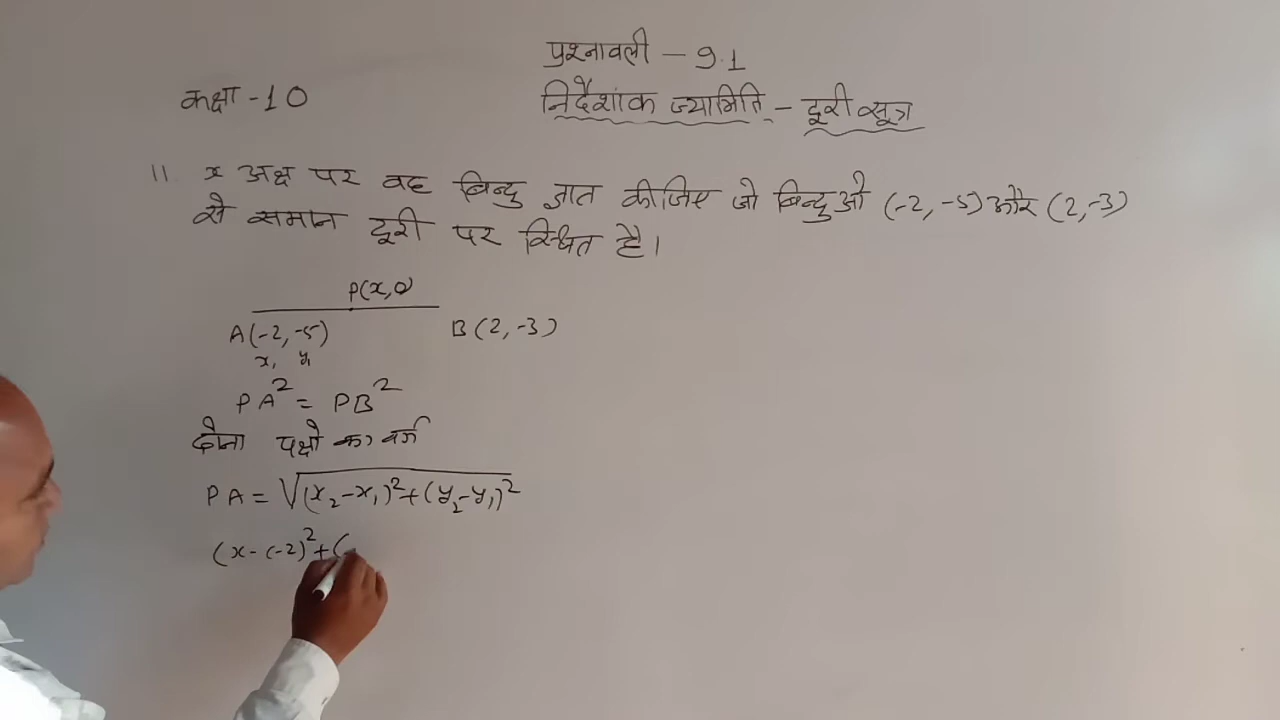 प्रश्नावली - 9.1
कक्षा - 10
निर्देशांक ज्यामिति - दूरी सूत्र
11. x अक्ष पर वह बिन्दु ज्ञात कीजिए जो बिन्दुओ (-2, -5) और (2, -3)
से समान दूरी पर स्थित है।
P(x, 0)
A(-2, -5) B(2, -3)
x₁ y₁
PA² = PB²
दोना पक्षो का वर्ग
PA = √(x₂-x₁)²+(y₂-y₁)²
(x-(-2)²+(